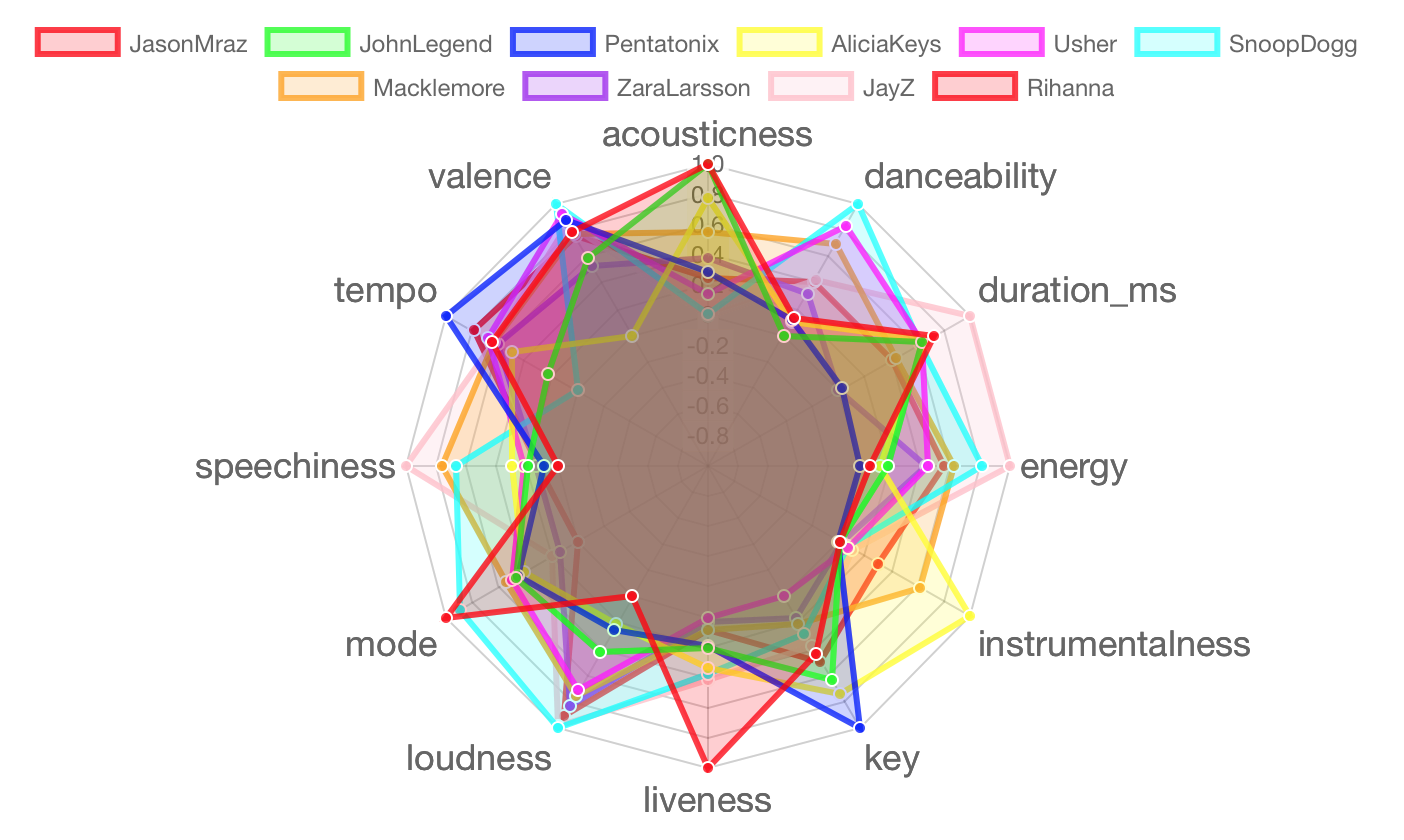 JasonMraz JohnLegend Pentatonix AliciaKeys Usher SnoopDogg
Macklemore ZaraLarsson JayZ Rihanna
acousticness
valence danceability
1.0
0.8
0.6
0.4
0.2
tempo duration_ms
-0.2
-0.4
-0.6
-0.8
speechiness energy
mode instrumentalness
loudness key
liveness